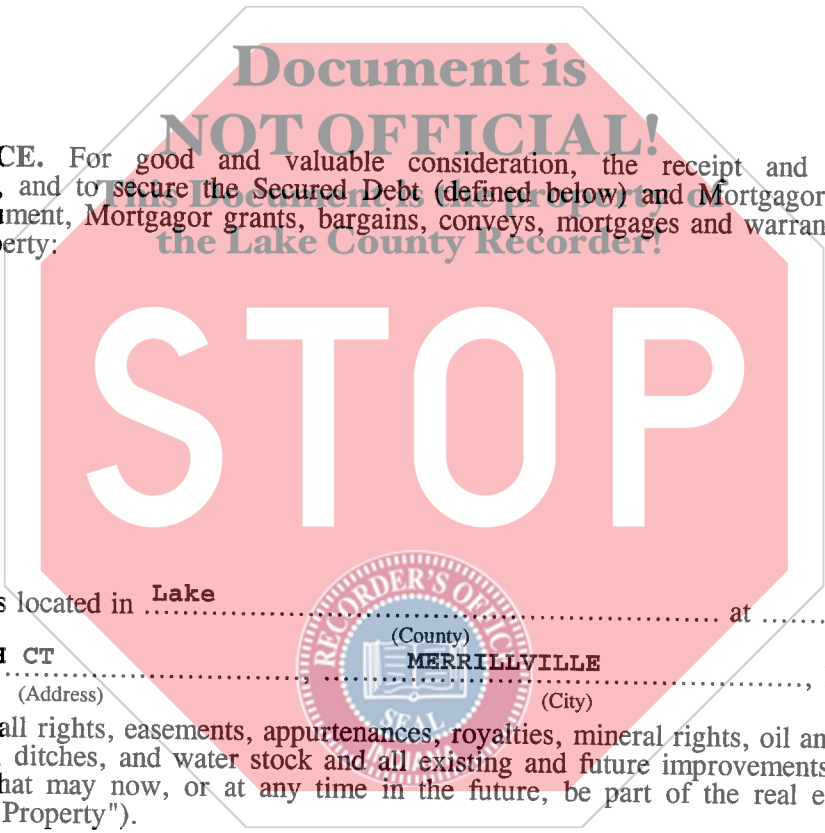 Document is
NOT OFFICIAL!
CE. For good and valuable consideration, the receipt and
, and to secure the Secured Debt (defined below) and Mortgagor
This Document is the property of
ument, Mortgagor grants, bargains, conveys, mortgages and warran
the Lake County Recorder!
erty:
STOP
s located in Lake at
(County)
CT MERRILLVILLE
(Address) (City)
RECORDER'S OFFICE
SEAL
INDIANA
all rights, easements, appurtenances, royalties, mineral rights, oil an
ditches, and water stock and all existing and future improvements
hat may now, or at any time in the future, be part of the real e
Property").